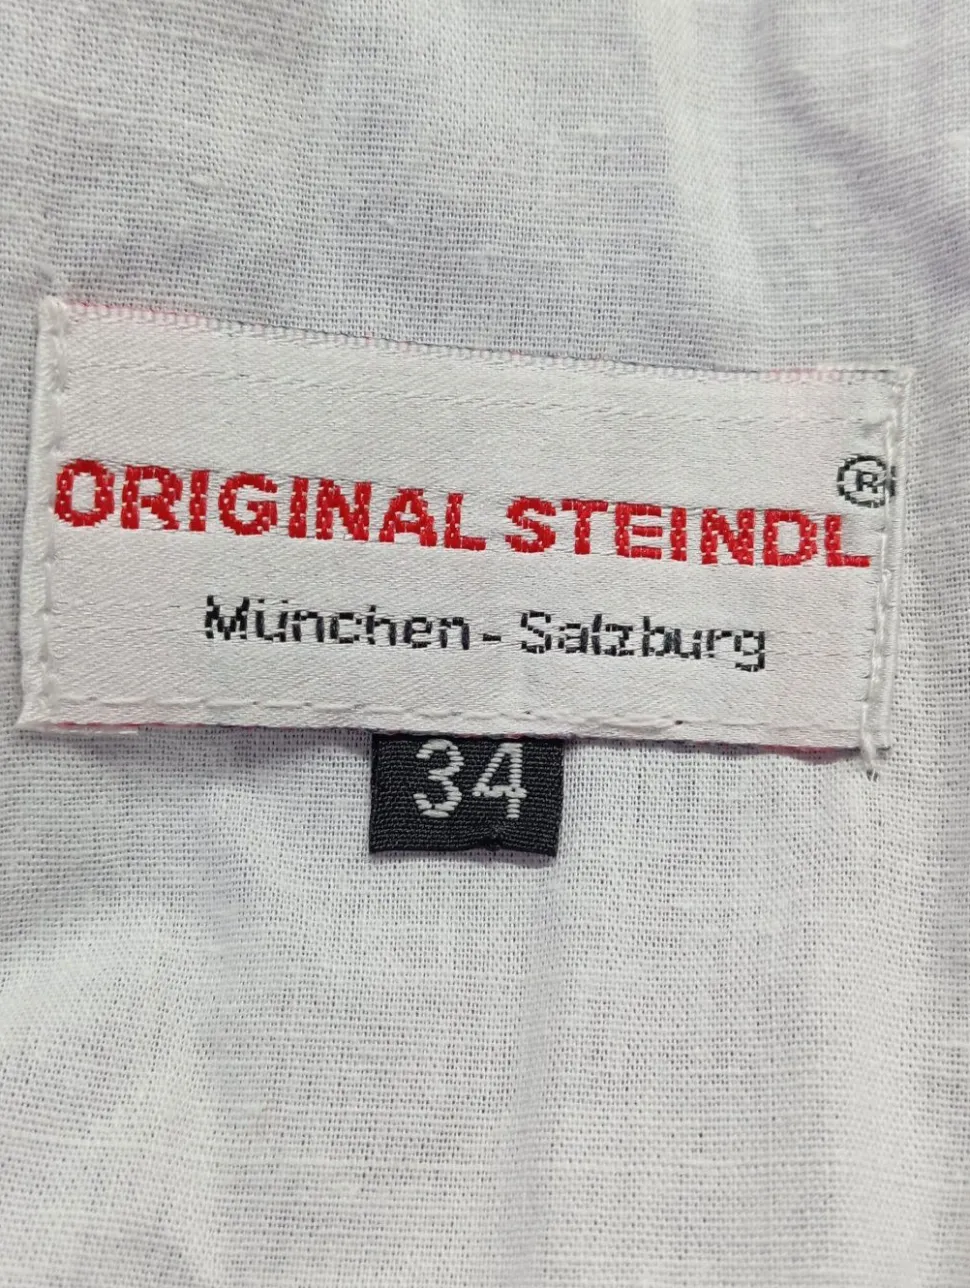 ORIGINAL STEINDL®
München - Salzburg
34